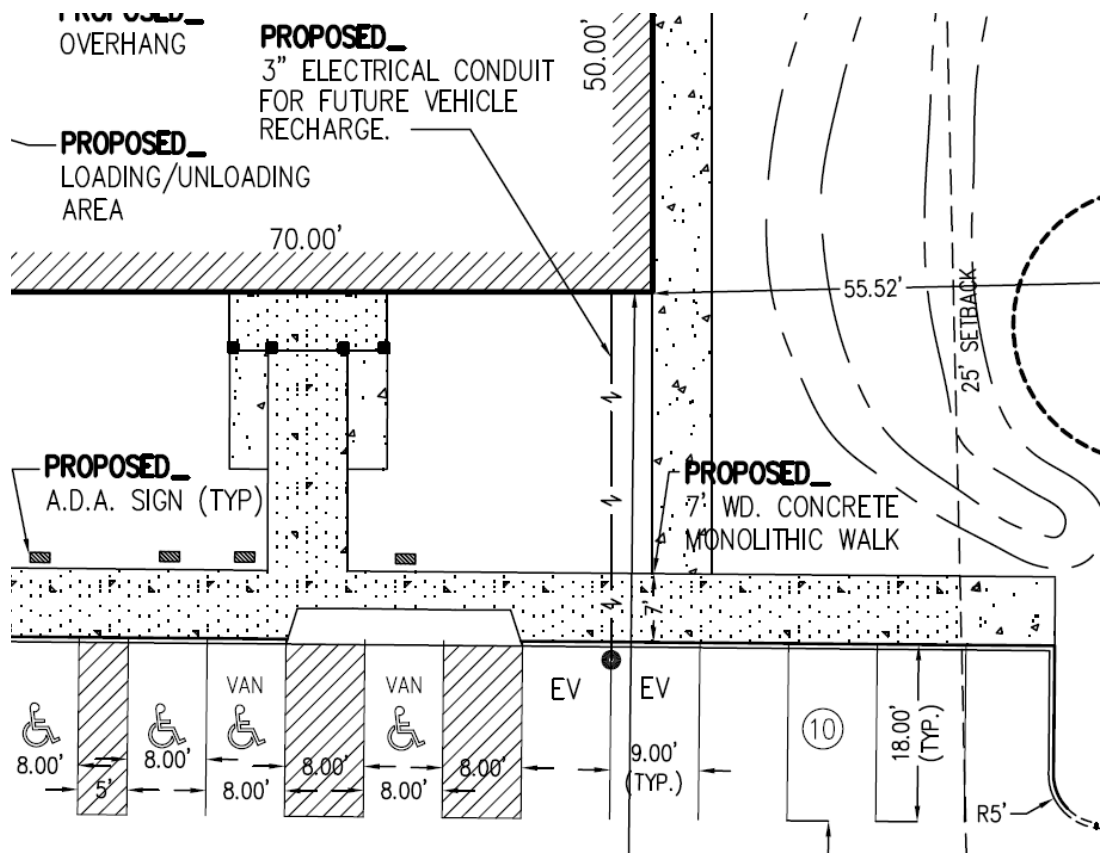 PROPOSED_
OVERHANG
PROPOSED_
3" ELECTRICAL CONDUIT
FOR FUTURE VEHICLE
RECHARGE.
50.00'
PROPOSED_
LOADING/UNLOADING
AREA
70.00'
55.52'
25' SETBACK
PROPOSED_
A.D.A. SIGN (TYP)
PROPOSED_
7' WD. CONCRETE
MONOLITHIC WALK
7'
VAN
VAN
EV
EV
10
18.00'
(TYP.)
8.00'
5'
8.00'
8.00'
8.00'
8.00'
8.00'
9.00'
(TYP.)
R5'